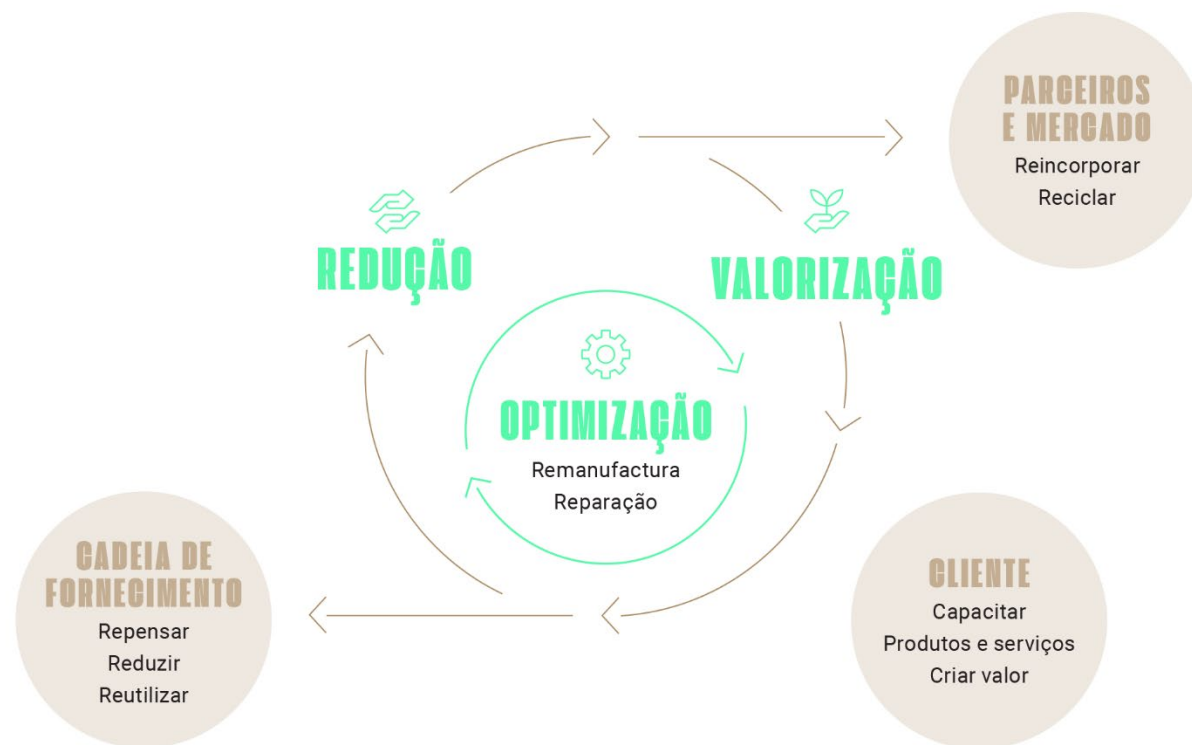 PARCEIROS
E MERCADO
Reincorporar
Reciclar
REDUÇÃO
VALORIZAÇÃO
OPTIMIZAÇÃO
Remanufactura
Reparação
CADEIA DE
FORNECIMENTO
Repensar
Reduzir
Reutilizar
CLIENTE
Capacitar
Produtos e serviços
Criar valor